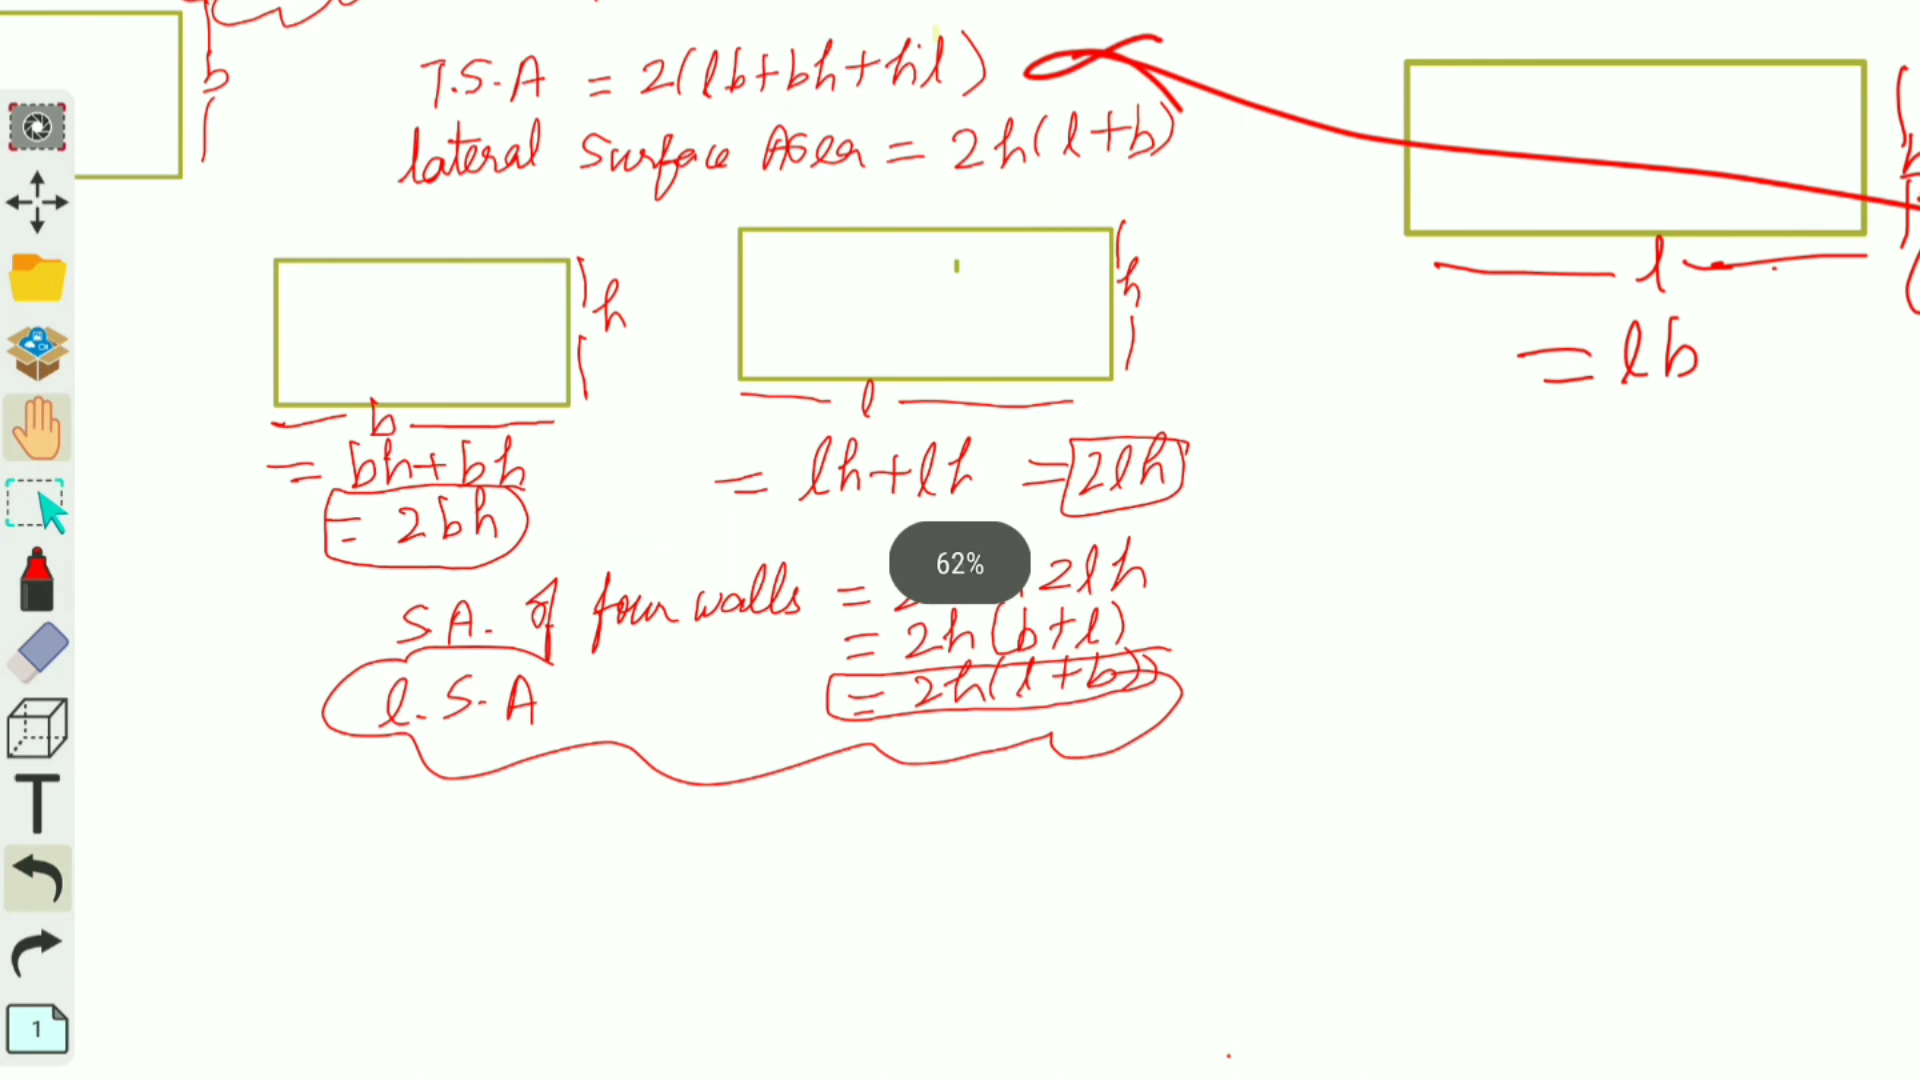 b
T.S.A = 2(lb+bh+hl)
lateral Surface Area = 2h(l+b)
h
h
l
= lb
b
l
= bh+bh
= 2bh
= lh+lh = 2lh
62%
S.A. of four walls = 2lh
= 2h(b+l)
l.S.A = 2h(l+b)
T
1